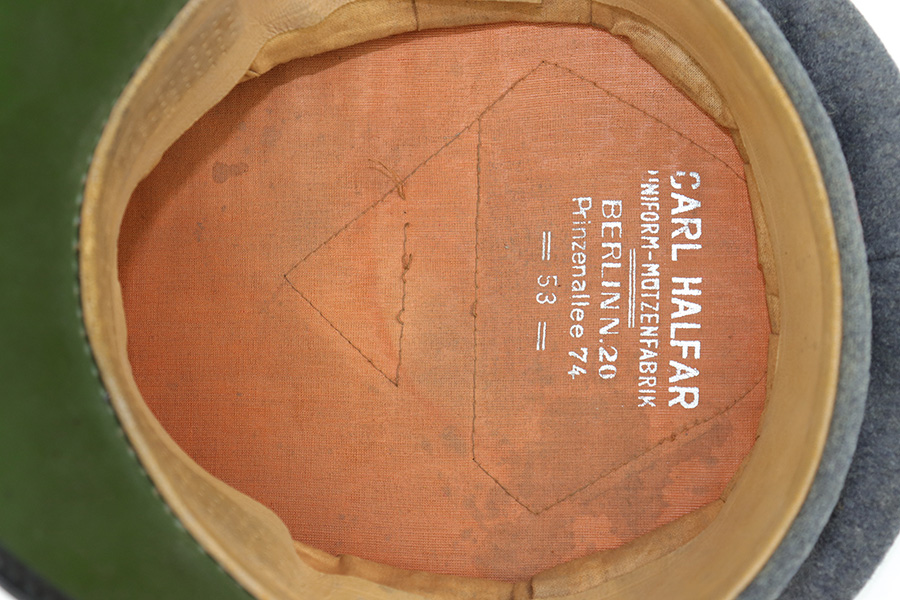 CARL HALFAR
UNIFORM-MÜTZENFABRIK
BERLIN N.20
Prinzenallee 74
= 53 =